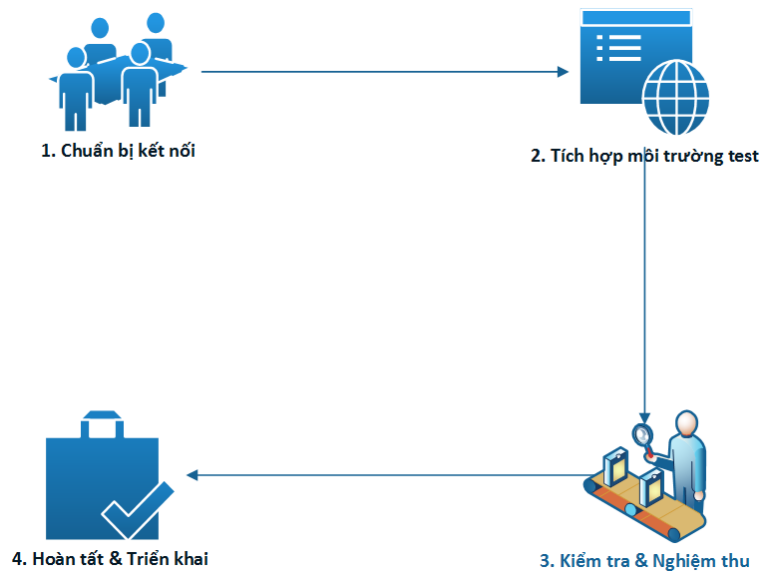 1. Chuẩn bị kết nối
2. Tích hợp môi trường test
4. Hoàn tất & Triển khai
3. Kiểm tra & Nghiệm thu